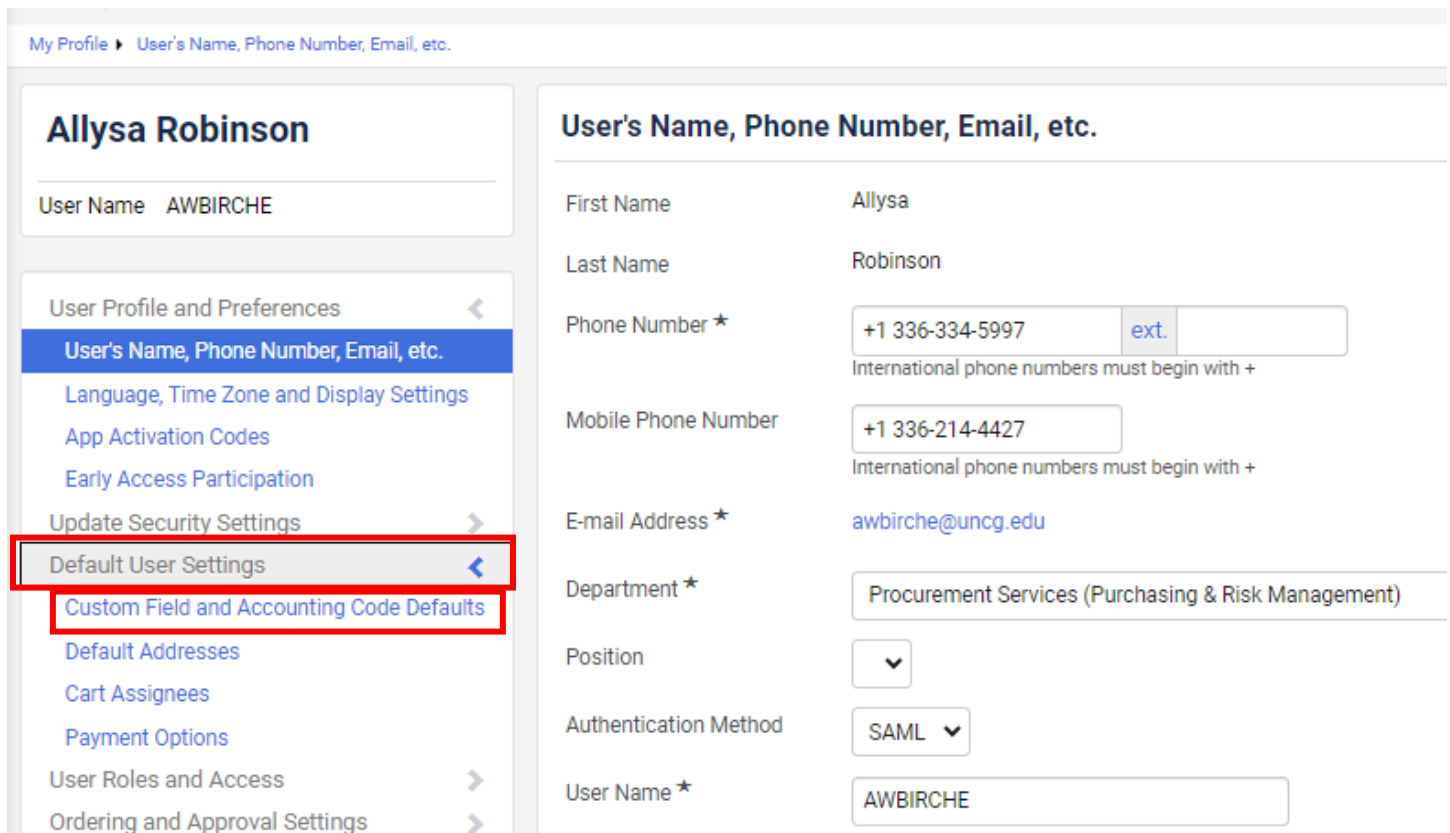 My Profile ▸ User's Name, Phone Number, Email, etc.
Allysa Robinson
User Name AWBIRCHE
User Profile and Preferences
User's Name, Phone Number, Email, etc.
Language, Time Zone and Display Settings
App Activation Codes
Early Access Participation
Update Security Settings
Default User Settings
Custom Field and Accounting Code Defaults
Default Addresses
Cart Assignees
Payment Options
User Roles and Access
Ordering and Approval Settings
User's Name, Phone Number, Email, etc.
First Name Allysa
Last Name Robinson
Phone Number ★ +1 336-334-5997 ext.
International phone numbers must begin with +
Mobile Phone Number +1 336-214-4427
International phone numbers must begin with +
E-mail Address ★ awbirche@uncg.edu
Department ★ Procurement Services (Purchasing & Risk Management)
Position
Authentication Method SAML
User Name ★ AWBIRCHE